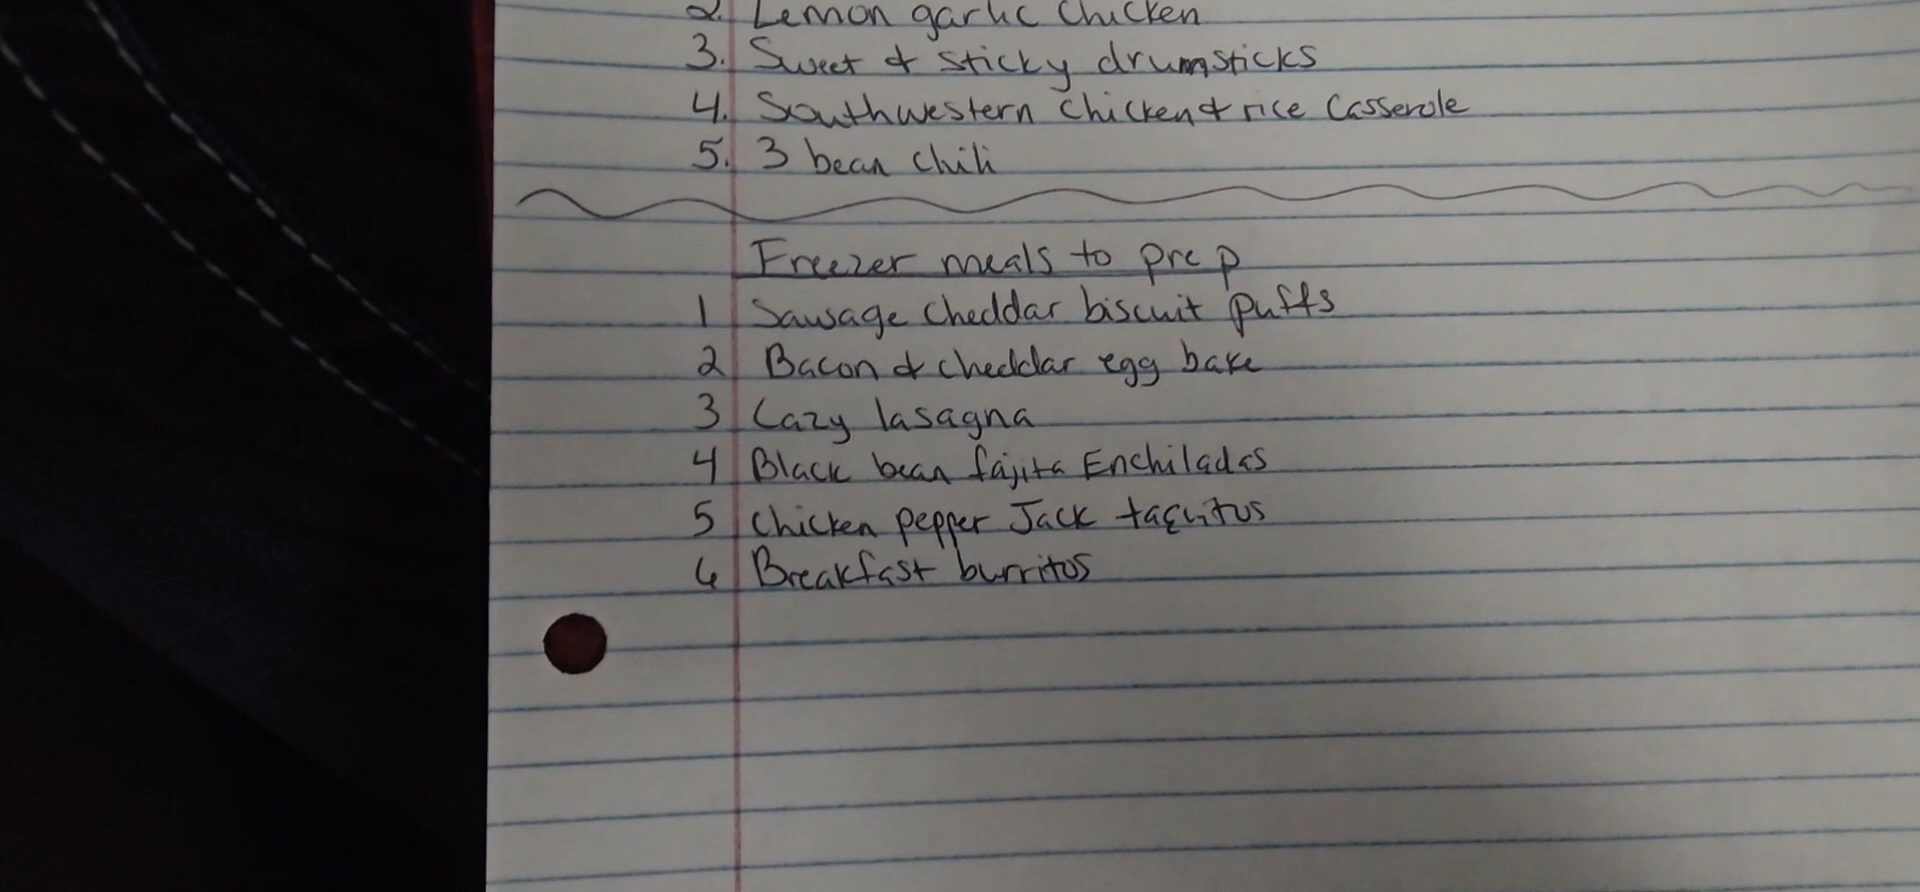 2. Lemon garlic Chicken
3. Sweet & sticky drumsticks
4. Southwestern Chicken & rice Casserole
5. 3 bean Chili
Freezer meals to prep
1 Sausage Cheddar biscuit puffs
2 Bacon & cheddar egg bake
3 Lazy lasagna
4 Black bean fajita Enchiladas
5 Chicken pepper Jack taquitos
6 Breakfast burritos